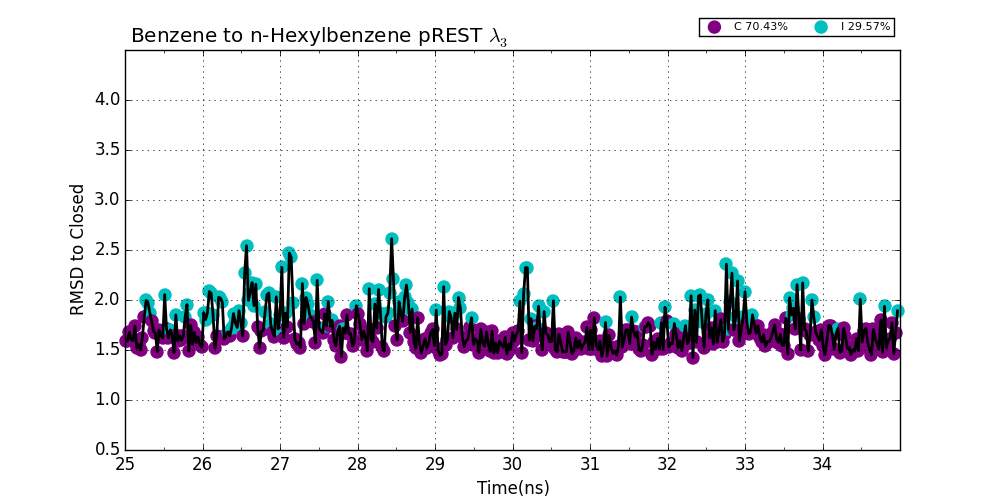 Benzene to n-Hexylbenzene pREST λ₃
C 70.43% I 29.57%
4.0
3.5
3.0
2.5
2.0
1.5
1.0
0.5
RMSD to Closed
25 26 27 28 29 30 31 32 33 34
Time(ns)